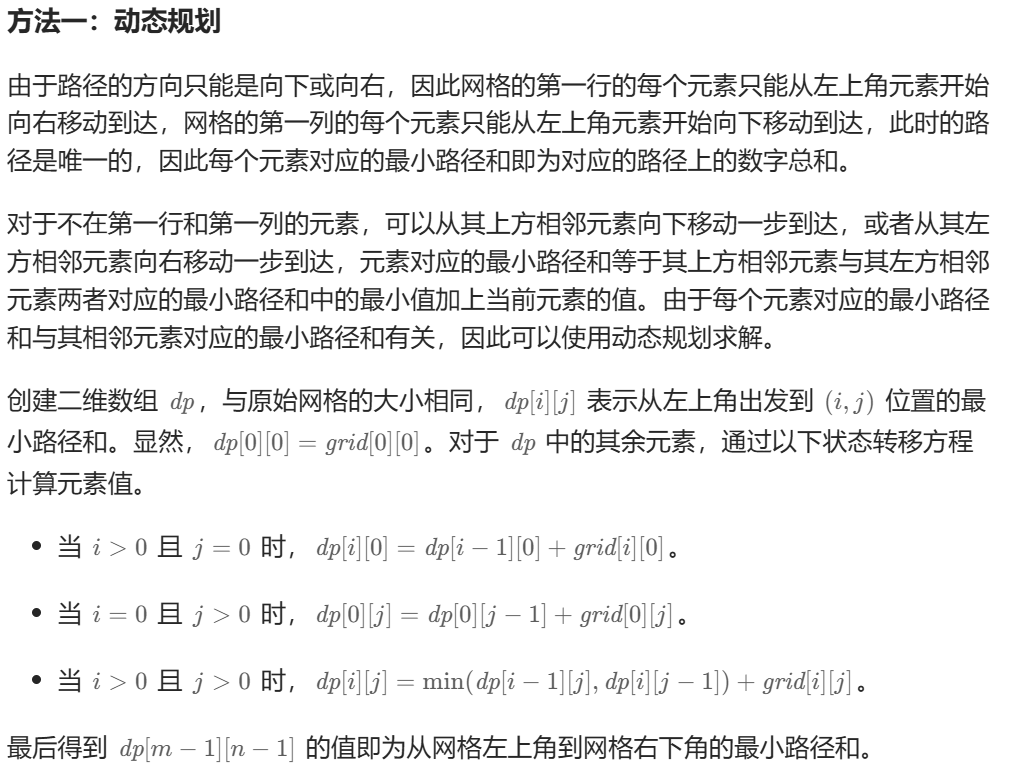 方法一：动态规划
由于路径的方向只能是向下或向右，因此网格的第一行的每个元素只能从左上角元素开始
向右移动到达，网格的第一列的每个元素只能从左上角元素开始向下移动到达，此时的路
径是唯一的，因此每个元素对应的最小路径和即为对应的路径上的数字总和。
对于不在第一行和第一列的元素，可以从其上方相邻元素向下移动一步到达，或者从其左
方相邻元素向右移动一步到达，元素对应的最小路径和等于其上方相邻元素与其左方相邻
元素两者对应的最小路径和中的最小值加上当前元素的值。由于每个元素对应的最小路径
和与其相邻元素对应的最小路径和有关，因此可以使用动态规划求解。
创建二维数组 dp，与原始网格的大小相同， dp[i][j] 表示从左上角出发到 (i, j) 位置的最
小路径和。显然， dp[0][0] = grid[0][0]。对于 dp 中的其余元素，通过以下状态转移方程
计算元素值。
• 当 i > 0 且 j = 0 时， dp[i][0] = dp[i − 1][0] + grid[i][0]。
• 当 i = 0 且 j > 0 时， dp[0][j] = dp[0][j − 1] + grid[0][j]。
• 当 i > 0 且 j > 0 时， dp[i][j] = min(dp[i − 1][j], dp[i][j − 1]) + grid[i][j]。
最后得到 dp[m − 1][n − 1] 的值即为从网格左上角到网格右下角的最小路径和。